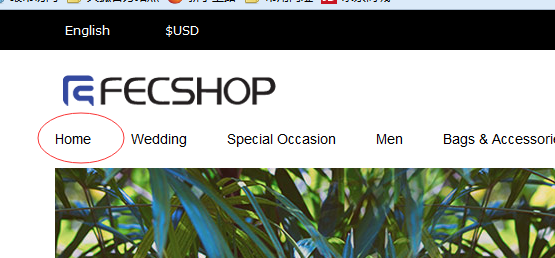 English $USD
FECSHOP
Home Wedding Special Occasion Men Bags & Accessori